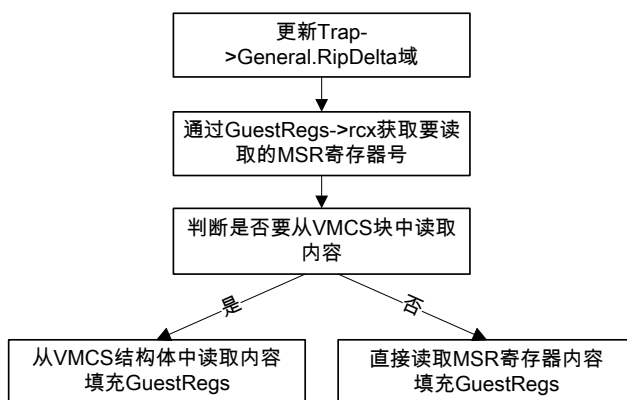 更新Trap-
>General.RipDelta域
通过GuestRegs->rcx获取要读
取的MSR寄存器号
判断是否要从VMCS块中读取
内容
是
否
从VMCS结构体中读取内容
填充GuestRegs
直接读取MSR寄存器内容
填充GuestRegs